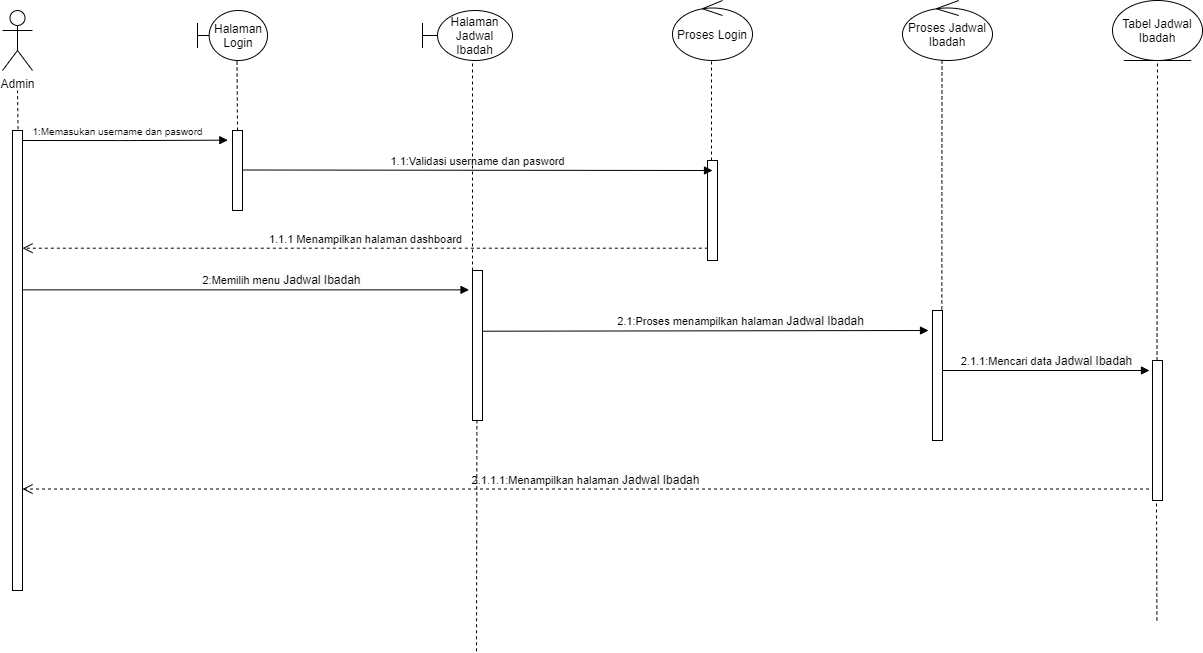 Admin
Halaman
Login
Halaman
Jadwal
Ibadah
Proses Login
Proses Jadwal
Ibadah
Tabel Jadwal
Ibadah
1:Memasukan username dan pasword
1.1:Validasi username dan pasword
1.1.1 Menampilkan halaman dashboard
2:Memilih menu Jadwal Ibadah
2.1:Proses menampilkan halaman Jadwal Ibadah
2.1.1:Mencari data Jadwal Ibadah
2.1.1.1:Menampilkan halaman Jadwal Ibadah